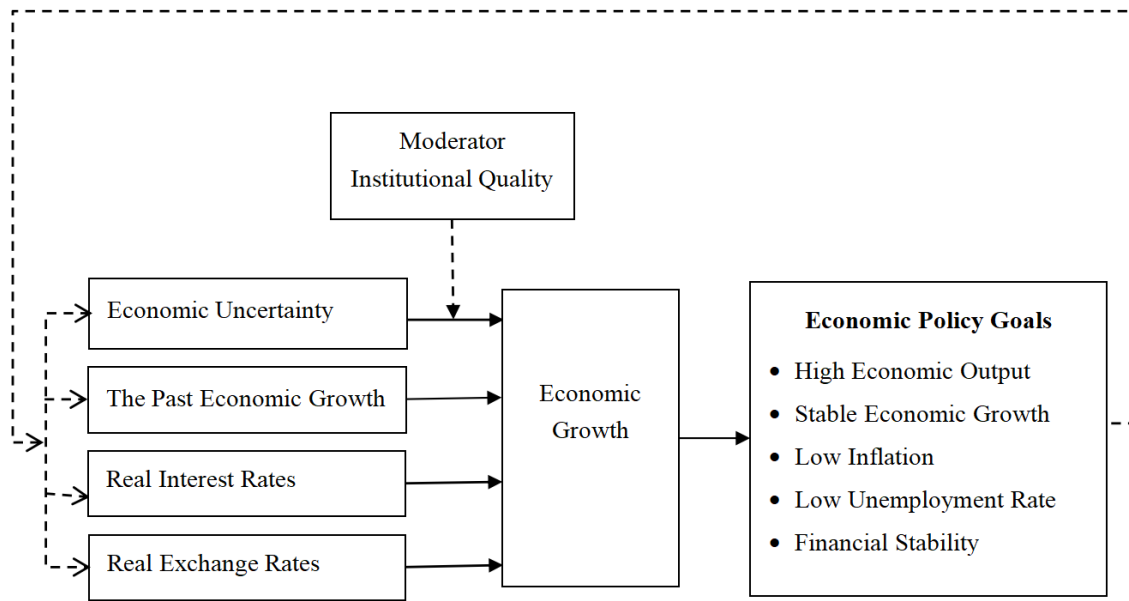 Moderator
Institutional Quality
Economic Uncertainty
The Past Economic Growth
Real Interest Rates
Real Exchange Rates
Economic
Growth
Economic Policy Goals
• High Economic Output
• Stable Economic Growth
• Low Inflation
• Low Unemployment Rate
• Financial Stability